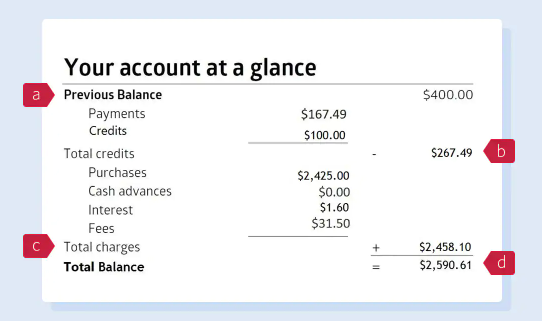 Your account at a glance
a Previous Balance $400.00
Payments $167.49
Credits $100.00
Total credits - $267.49 b
Purchases $2,425.00
Cash advances $0.00
Interest $1.60
Fees $31.50
c Total charges + $2,458.10
Total Balance = $2,590.61 d